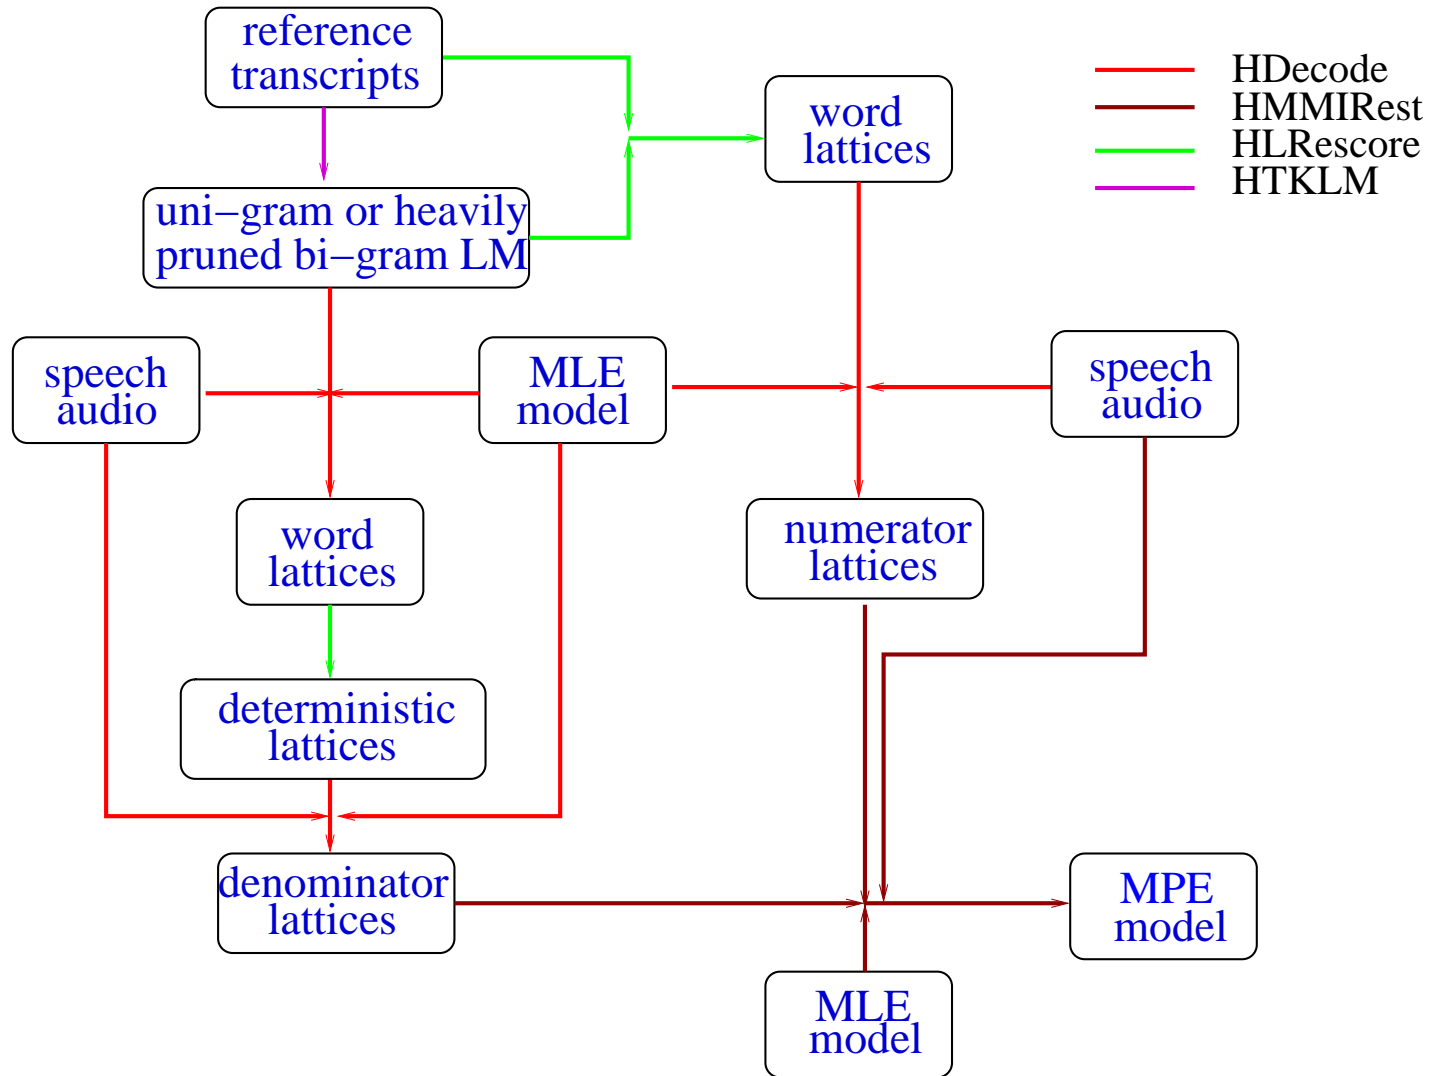 reference
transcripts
HDecode
HMMIRest
HLRescore
HTKLM
word
lattices
uni−gram or heavily
pruned bi−gram LM
speech
audio
MLE
model
speech
audio
word
lattices
numerator
lattices
deterministic
lattices
denominator
lattices
MPE
model
MLE
model